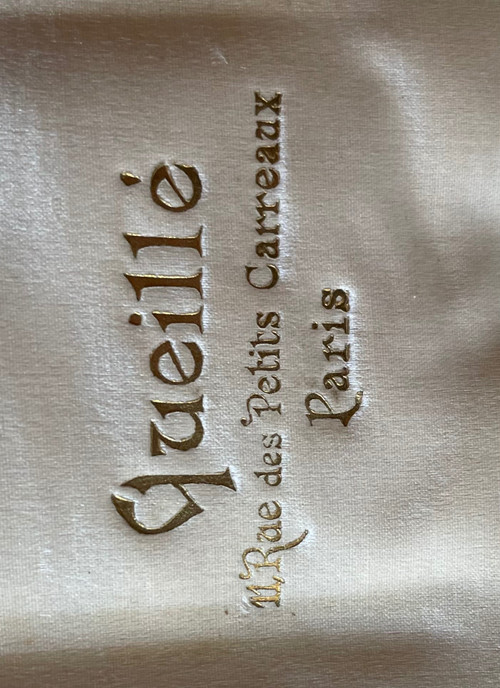 Queillé
11, Rue des Petits Carreaux
Paris